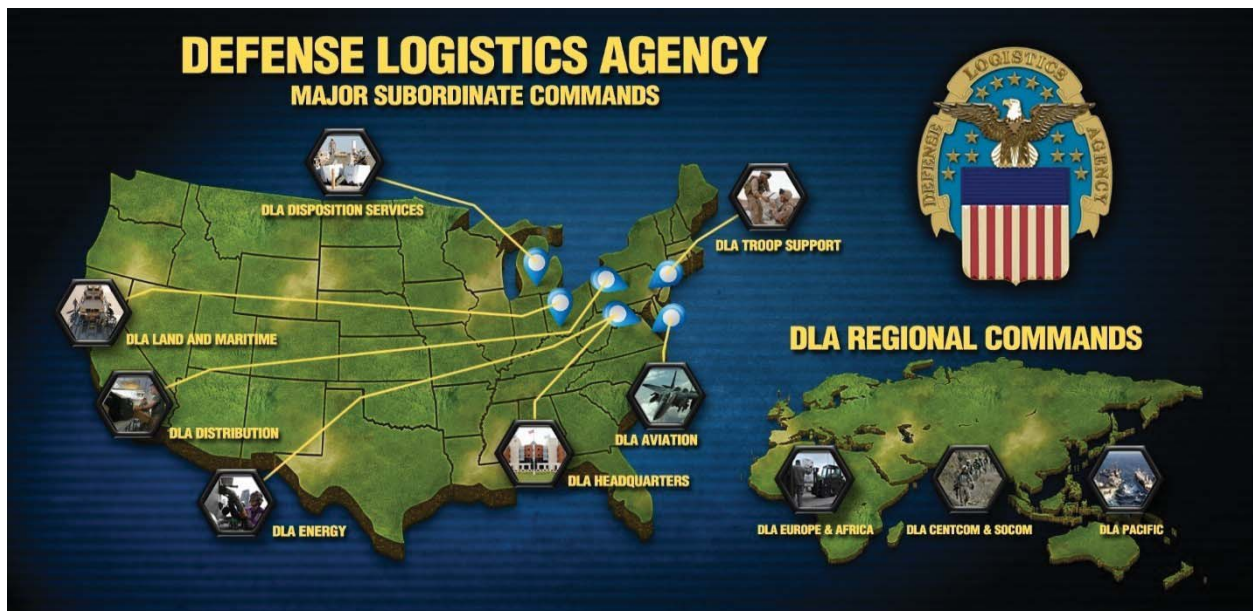 DEFENSE LOGISTICS AGENCY
MAJOR SUBORDINATE COMMANDS
DLA DISPOSITION SERVICES
DLA TROOP SUPPORT
DLA LAND AND MARITIME
DLA DISTRIBUTION
DLA AVIATION
DLA HEADQUARTERS
DLA ENERGY
DEFENSE
LOGISTICS
AGENCY
DLA REGIONAL COMMANDS
DLA EUROPE & AFRICA
DLA CENTCOM & SOCOM
DLA PACIFIC